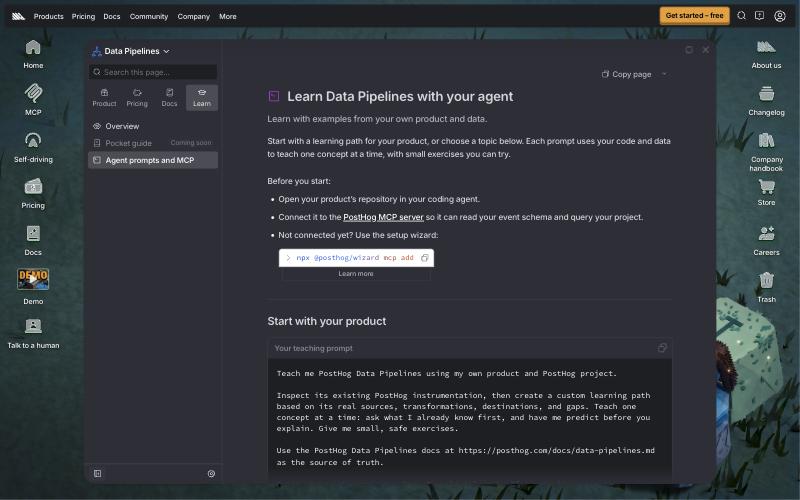 Products Pricing Docs Community Company More
Get started – free
Home
MCP
Self-driving
Pricing
Docs
DEMO
Demo
Talk to a human
Data Pipelines
Search this page...
Product Pricing Docs Learn
Overview
Pocket guide Coming soon
Agent prompts and MCP
Copy page
Learn Data Pipelines with your agent
Learn with examples from your own product and data.
Start with a learning path for your product, or choose a topic below. Each prompt uses your code and data
to teach one concept at a time, with small exercises you can try.
Before you start:
• Open your product's repository in your coding agent.
• Connect it to the PostHog MCP server so it can read your event schema and query your project.
• Not connected yet? Use the setup wizard:
npx @posthog/wizard mcp add
Learn more
Start with your product
Your teaching prompt
Teach me PostHog Data Pipelines using my own product and PostHog project.
Inspect its existing PostHog instrumentation, then create a custom learning path
based on its real sources, transformations, destinations, and gaps. Teach one
concept at a time: ask what I already know first, and have me predict before you
explain. Give me small, safe exercises.
Use the PostHog Data Pipelines docs at https://posthog.com/docs/data-pipelines.md
as the source of truth.
About us
Changelog
Company
handbook
Store
Careers
Trash